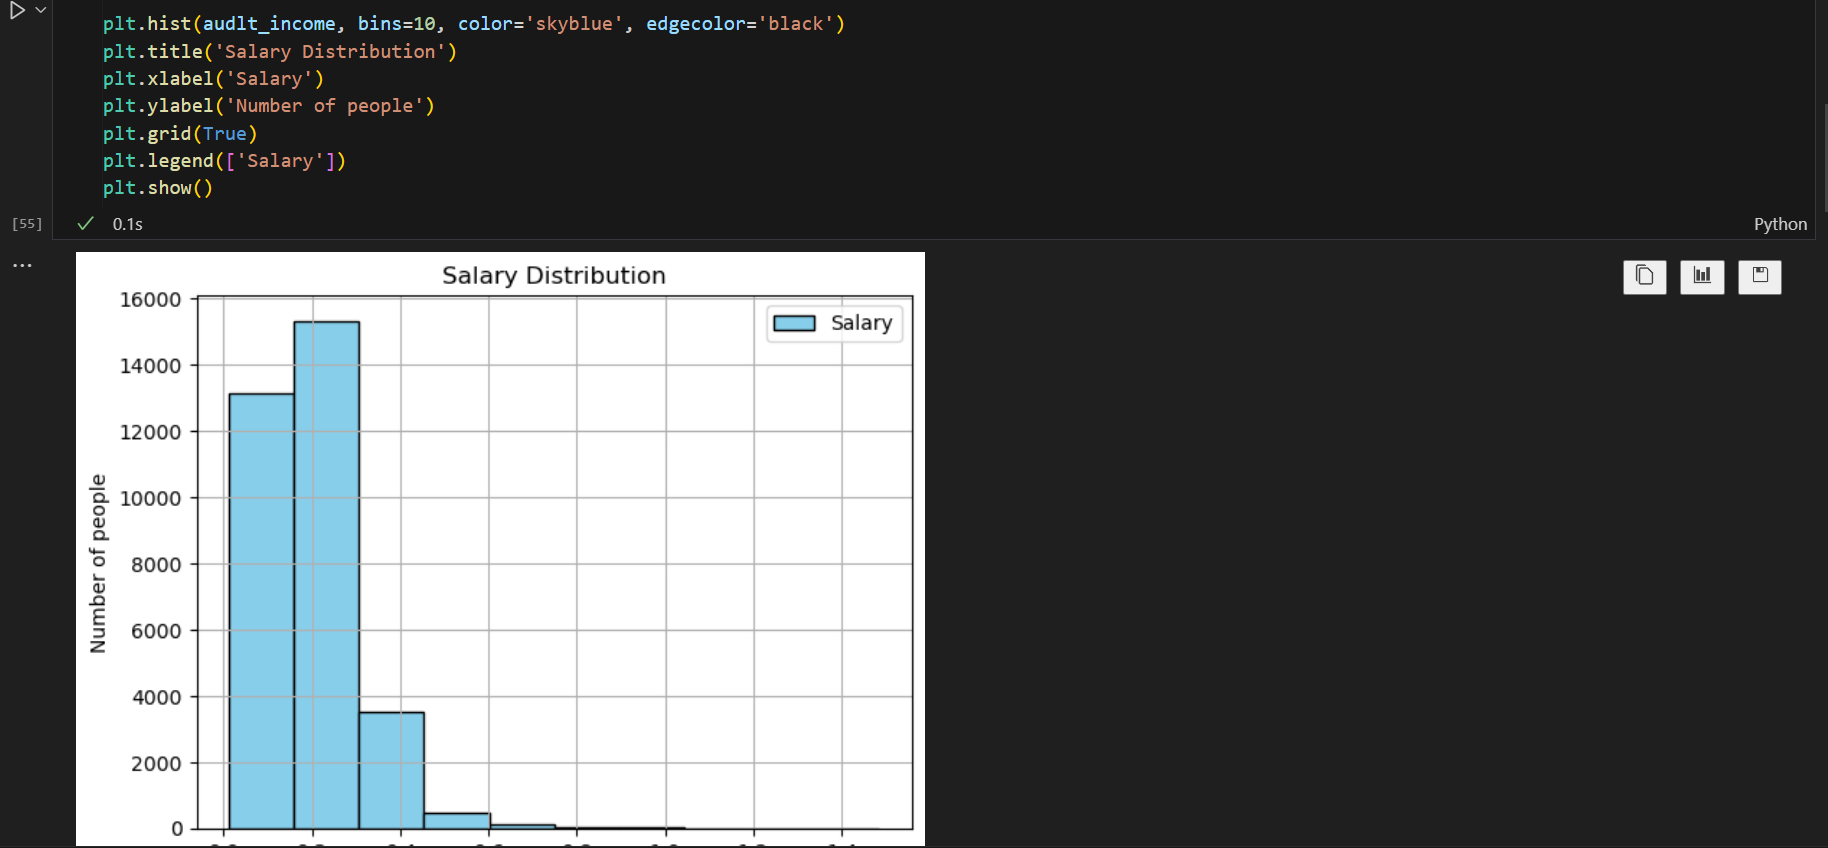 plt.hist(audlt_income, bins=10, color='skyblue', edgecolor='black')
plt.title('Salary Distribution')
plt.xlabel('Salary')
plt.ylabel('Number of people')
plt.grid(True)
plt.legend(['Salary'])
plt.show()
[55]
0.1s
Python
...
Salary Distribution
Salary
Number of people
16000
14000
12000
10000
8000
6000
4000
2000
0